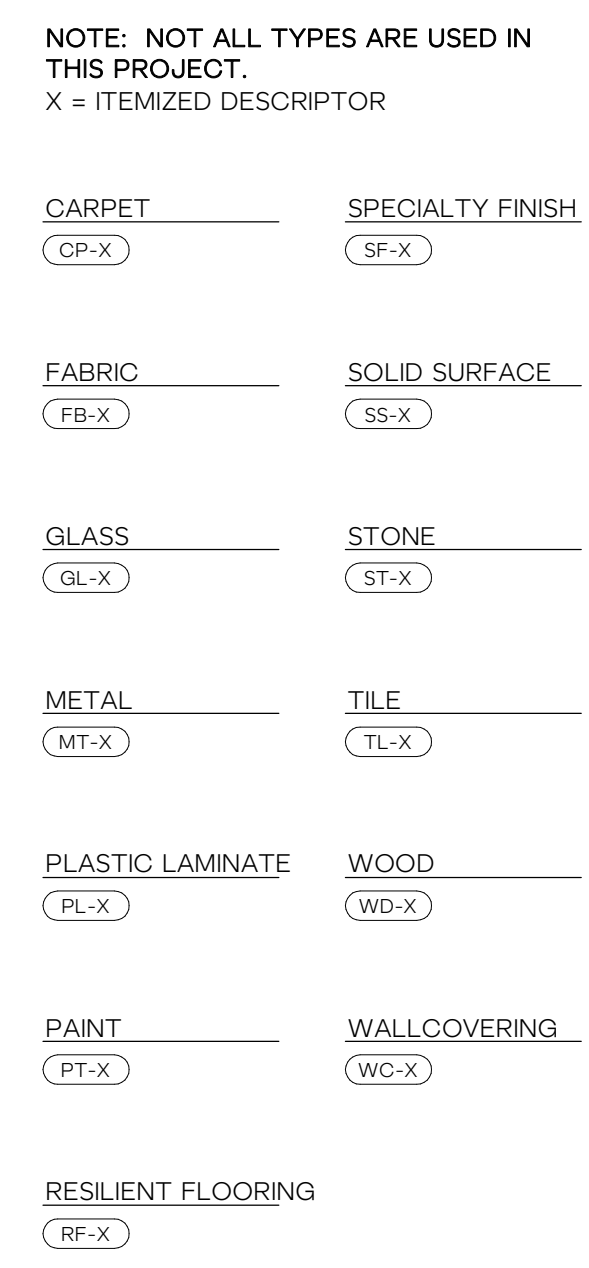 NOTE:  NOT ALL TYPES ARE USED IN
THIS PROJECT.
X = ITEMIZED DESCRIPTOR
CARPET
CP-X
FABRIC
FB-X
GLASS
GL-X
METAL
MT-X
PLASTIC LAMINATE
PL-X
PAINT
PT-X
RESILIENT FLOORING
RF-X
SPECIALTY FINISH
SF-X
SOLID SURFACE
SS-X
STONE
ST-X
TILE
TL-X
WOOD
WD-X
WALLCOVERING
WC-X